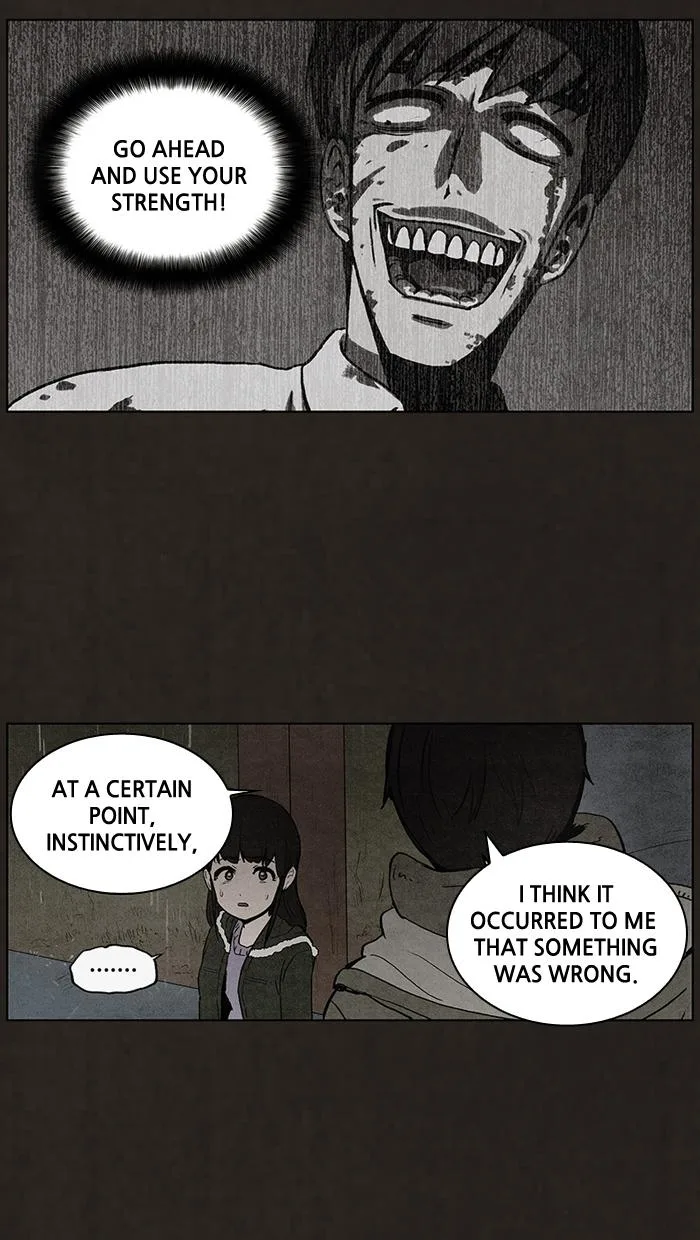 GO AHEAD
AND USE YOUR
STRENGTH!
AT A CERTAIN
POINT,
INSTINCTIVELY,
.......
I THINK IT
OCCURRED TO ME
THAT SOMETHING
WAS WRONG.